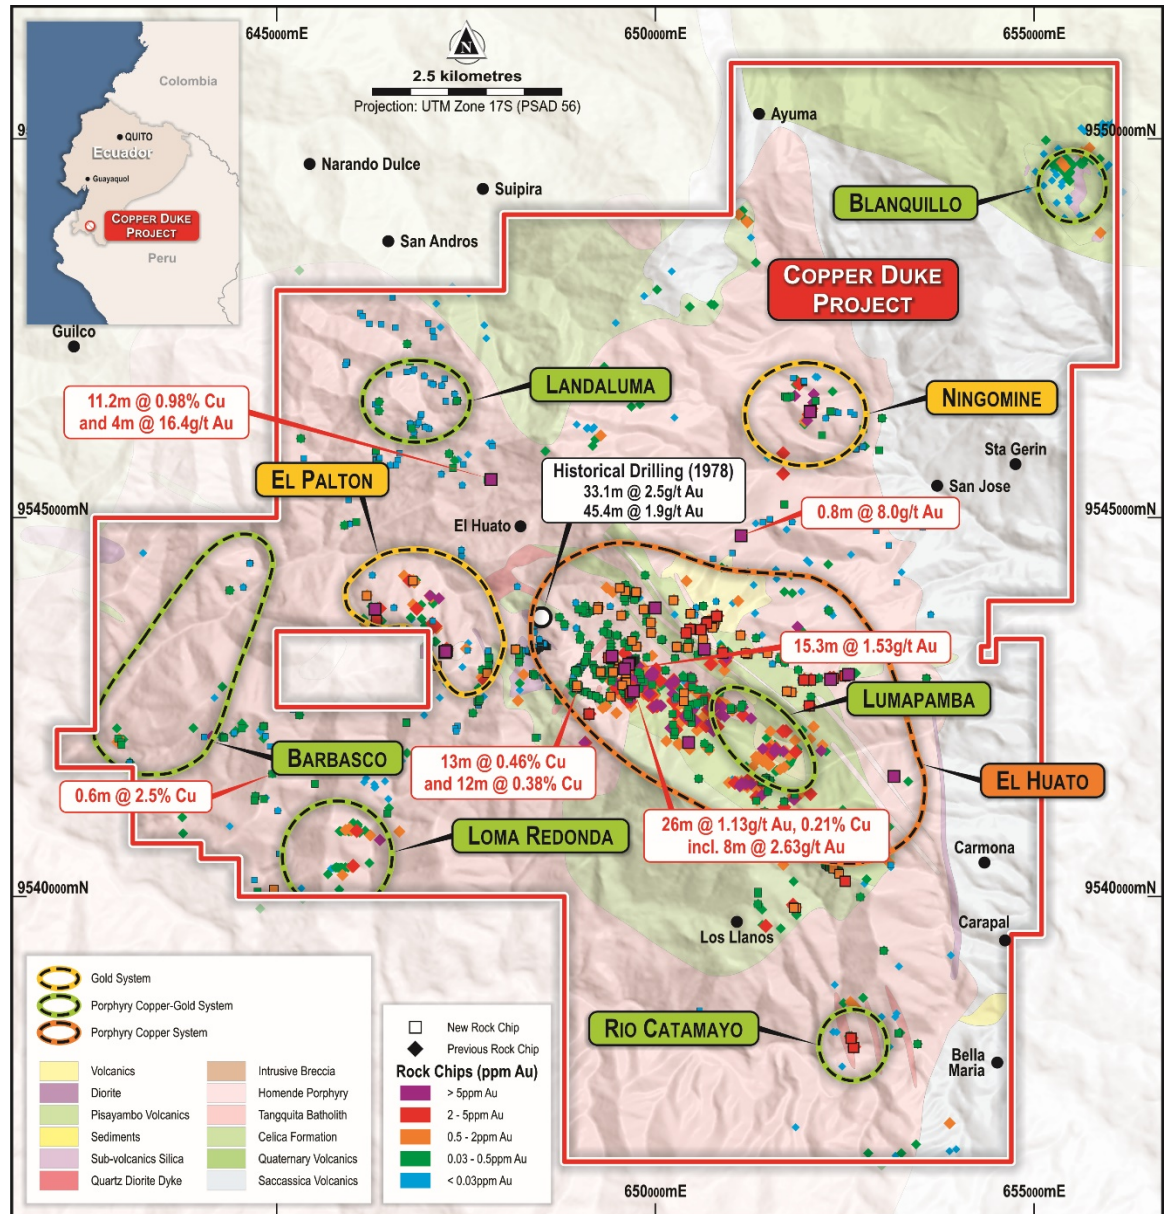 645000mE
650000mE
655000mE
N
2.5 kilometres
Projection: UTM Zone 17S (PSAD 56)
Colombia
QUITO
Ecuador
Guayaquol
COPPER DUKE
PROJECT
Peru
9550000mN
Ayuma
Narando Dulce
Suipira
San Andros
BLANQUILLO
COPPER DUKE
PROJECT
Guilco
LANDALUMA
NINGOMINE
11.2m @ 0.98% Cu
and 4m @ 16.4g/t Au
Sta Gerin
San Jose
EL PALTON
Historical Drilling (1978)
33.1m @ 2.5g/t Au
45.4m @ 1.9g/t Au
9545000mN
9545000mN
El Huato
0.8m @ 8.0g/t Au
15.3m @ 1.53g/t Au
LUMAPAMBA
BARBASCO
13m @ 0.46% Cu
and 12m @ 0.38% Cu
EL HUATO
0.6m @ 2.5% Cu
LOMA REDONDA
26m @ 1.13g/t Au, 0.21% Cu
incl. 8m @ 2.63g/t Au
Carmona
9540000mN
9540000mN
Los Llanos
Carapal
RIO CATAMAYO
Bella
Maria
Gold System
Porphyry Copper-Gold System
Porphyry Copper System
Volcanics
Diorite
Pisayambo Volcanics
Sediments
Sub-volcanics Silica
Quartz Diorite Dyke
Intrusive Breccia
Homende Porphyry
Tangquita Batholith
Celica Formation
Quaternary Volcanics
Saccassica Volcanics
New Rock Chip
Previous Rock Chip
Rock Chips (ppm Au)
> 5ppm Au
2 - 5ppm Au
0.5 - 2ppm Au
0.03 - 0.5ppm Au
< 0.03ppm Au
650000mE
655000mE